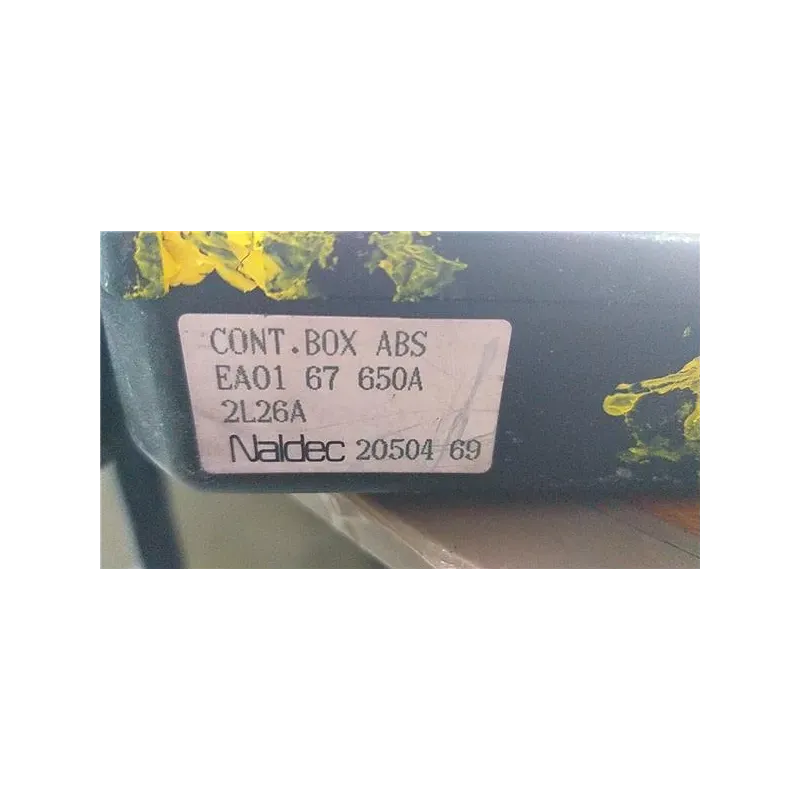 CONT.BOX ABS
EA01 67 650A
2L26A
Naldec 20504 69